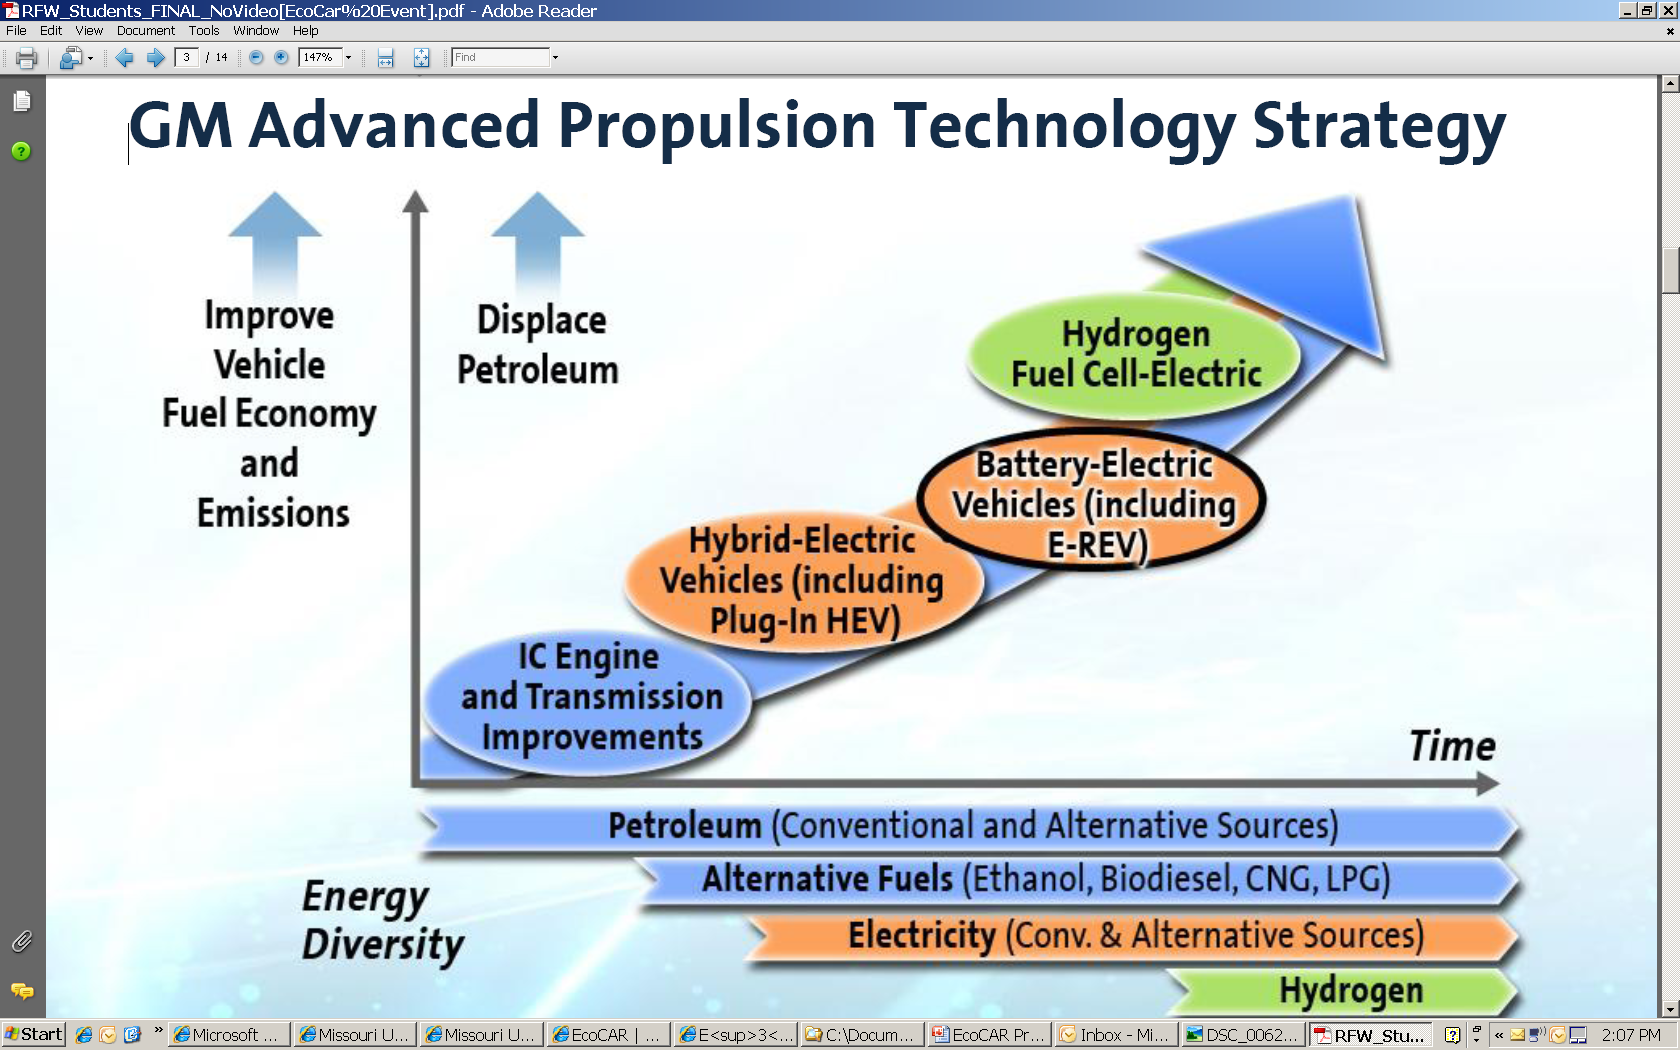 RFW_Students_FINAL_NoVideo[EcoCar%20Event].pdf - Adobe Reader
File Edit View Document Tools Window Help
3 / 14 147% Find
GM Advanced Propulsion Technology Strategy
Improve
Vehicle
Fuel Economy
and
Emissions
Displace
Petroleum
Hydrogen
Fuel Cell-Electric
Battery-Electric
Vehicles (including
E-REV)
Hybrid-Electric
Vehicles (including
Plug-In HEV)
IC Engine
and Transmission
Improvements
Time
Energy
Diversity
Petroleum (Conventional and Alternative Sources)
Alternative Fuels (Ethanol, Biodiesel, CNG, LPG)
Electricity (Conv. & Alternative Sources)
Hydrogen
Start » Microsoft ... Missouri U... Missouri U... EcoCAR | ... E<sup>3<... C:\Docum... EcoCAR Pr... Inbox - Mi... DSC_0062... RFW_Stu... « 2:07 PM